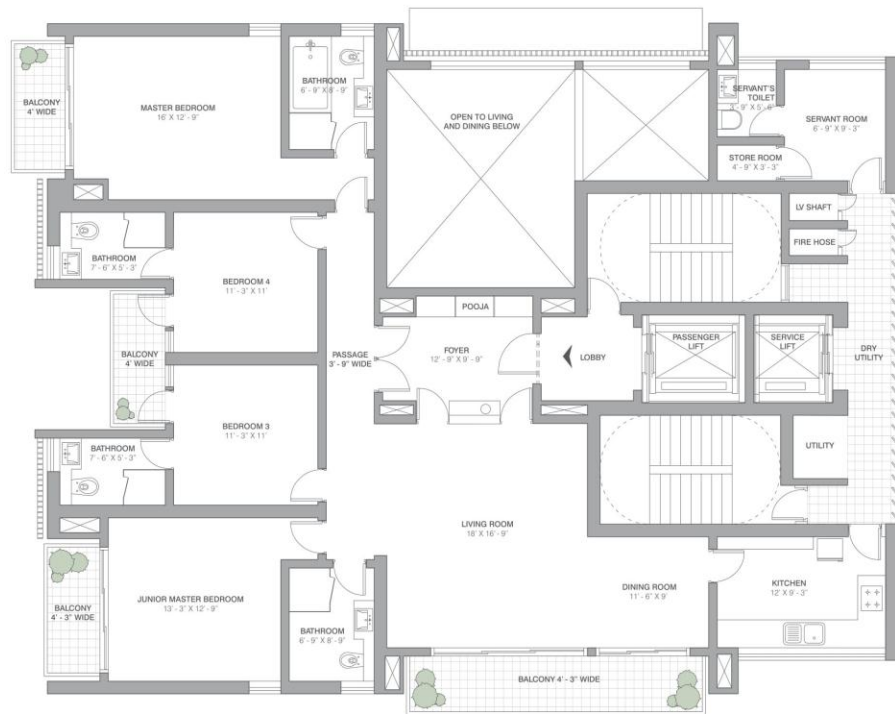 BALCONY
4' WIDE
MASTER BEDROOM
16' X 12' - 9"
BATHROOM
6' - 9" X 8' - 9"
OPEN TO LIVING
AND DINING BELOW
SERVANT'S
TOILET
3' - 9" X 5' - 6"
SERVANT ROOM
6' - 9" X 9' - 3"
STORE ROOM
4' - 9" X 3' - 3"
LV SHAFT
FIRE HOSE
BATHROOM
7' - 6" X 5' - 3"
BEDROOM 4
11' - 3" X 11'
BALCONY
4' WIDE
PASSAGE
3' - 9" WIDE
POOJA
FOYER
12' - 9" X 9' - 9"
LOBBY
PASSENGER
LIFT
SERVICE
LIFT
DRY
UTILITY
BEDROOM 3
11' - 3" X 11'
BATHROOM
7' - 6" X 5' - 3"
UTILITY
LIVING ROOM
18' X 16' - 9"
JUNIOR MASTER BEDROOM
13' - 3" X 12' - 9"
BALCONY
4' - 3" WIDE
BATHROOM
6' - 9" X 8' - 9"
DINING ROOM
11' - 6" X 9'
KITCHEN
12' X 9' - 3"
BALCONY 4' - 3" WIDE